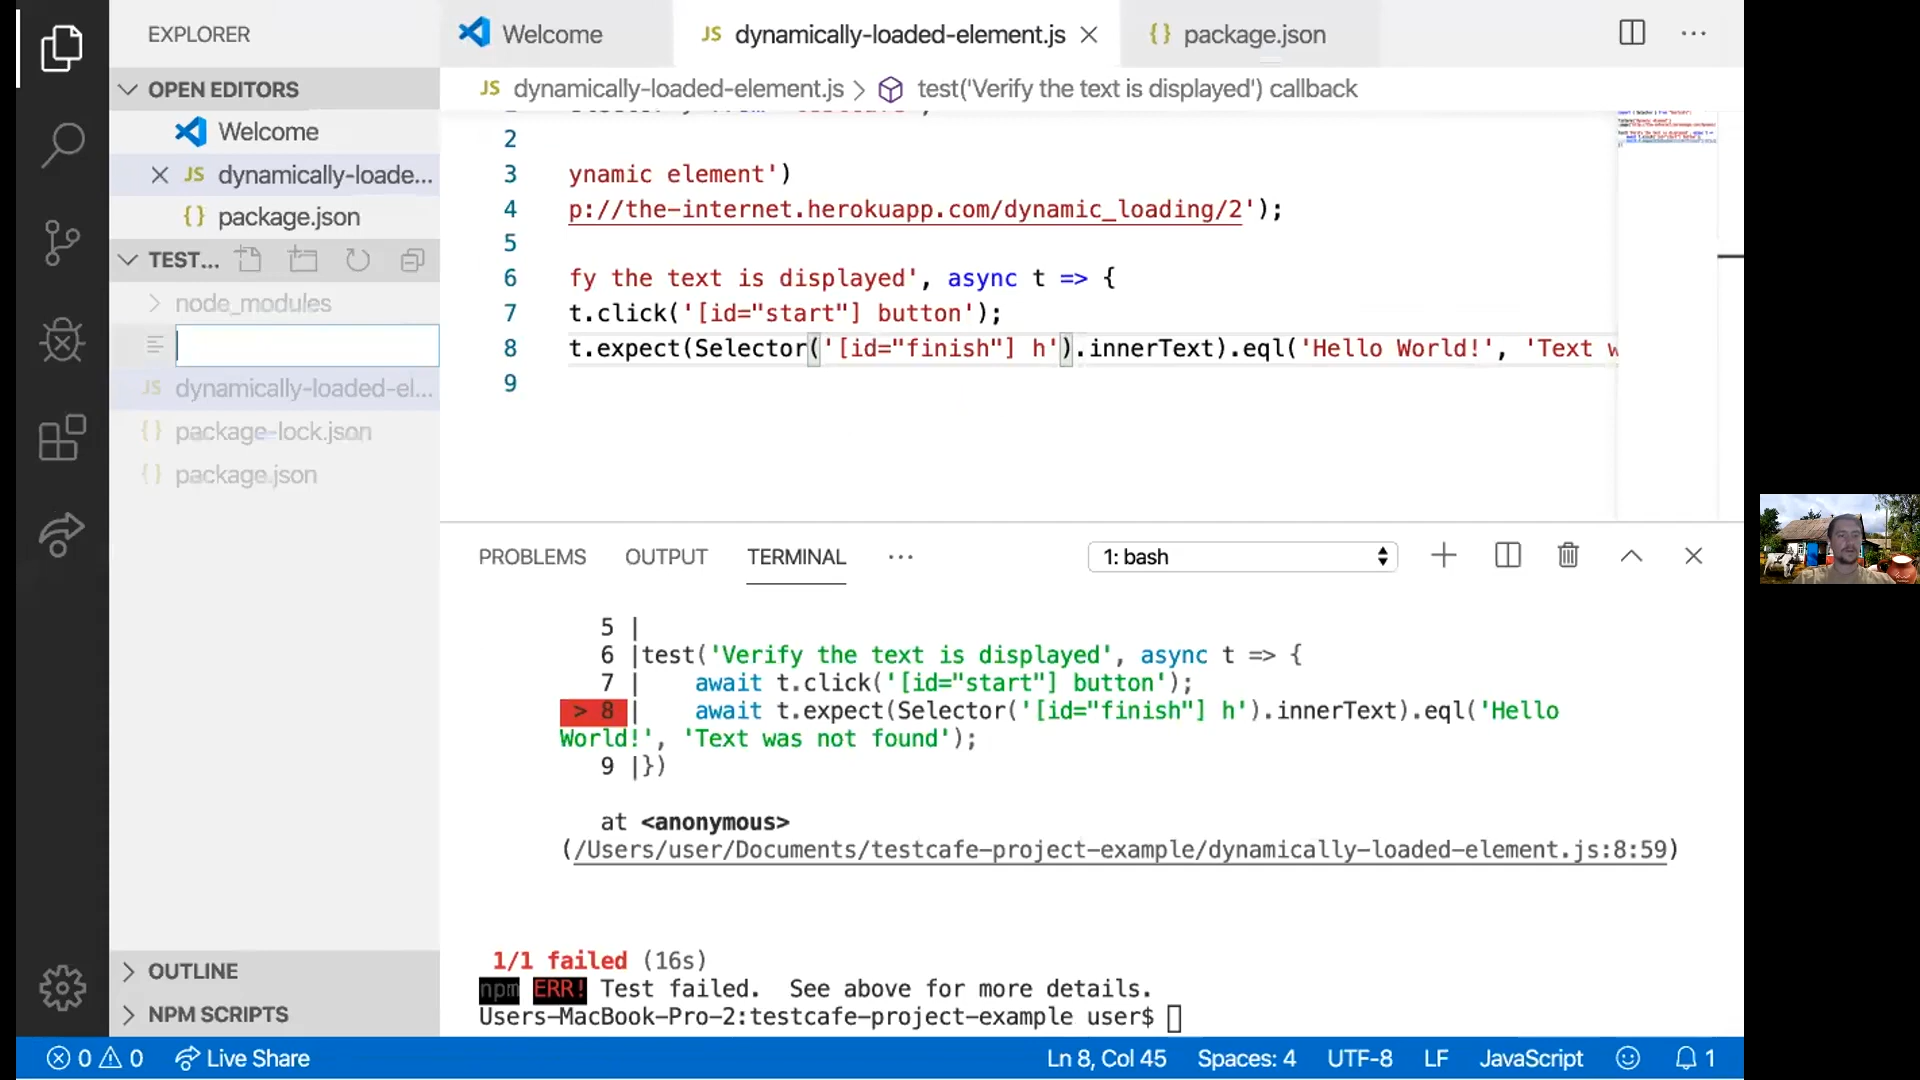 EXPLORER
OPEN EDITORS
Welcome
JS dynamically-loade...
{} package.json
TEST...
node_modules
JS dynamically-loaded-el...
{} package-lock.json
{} package.json
OUTLINE
NPM SCRIPTS
Welcome
JS dynamically-loaded-element.js
{} package.json
JS dynamically-loaded-element.js > test('Verify the text is displayed') callback
2
3 ynamic element')
4 p://the-internet.herokuapp.com/dynamic_loading/2');
5
6 fy the text is displayed', async t => {
7 t.click('[id="start"] button');
8 t.expect(Selector('[id="finish"] h').innerText).eql('Hello World!', 'Text w
9
PROBLEMS OUTPUT TERMINAL ... 1: bash
5 |
6 |test('Verify the text is displayed', async t => {
7 | await t.click('[id="start"] button');
> 8 | await t.expect(Selector('[id="finish"] h').innerText).eql('Hello
World!', 'Text was not found');
9 |})
at <anonymous>
(/Users/user/Documents/testcafe-project-example/dynamically-loaded-element.js:8:59)
1/1 failed (16s)
npm ERR! Test failed. See above for more details.
Users-MacBook-Pro-2:testcafe-project-example user$
0 0 Live Share Ln 8, Col 45 Spaces: 4 UTF-8 LF JavaScript 1